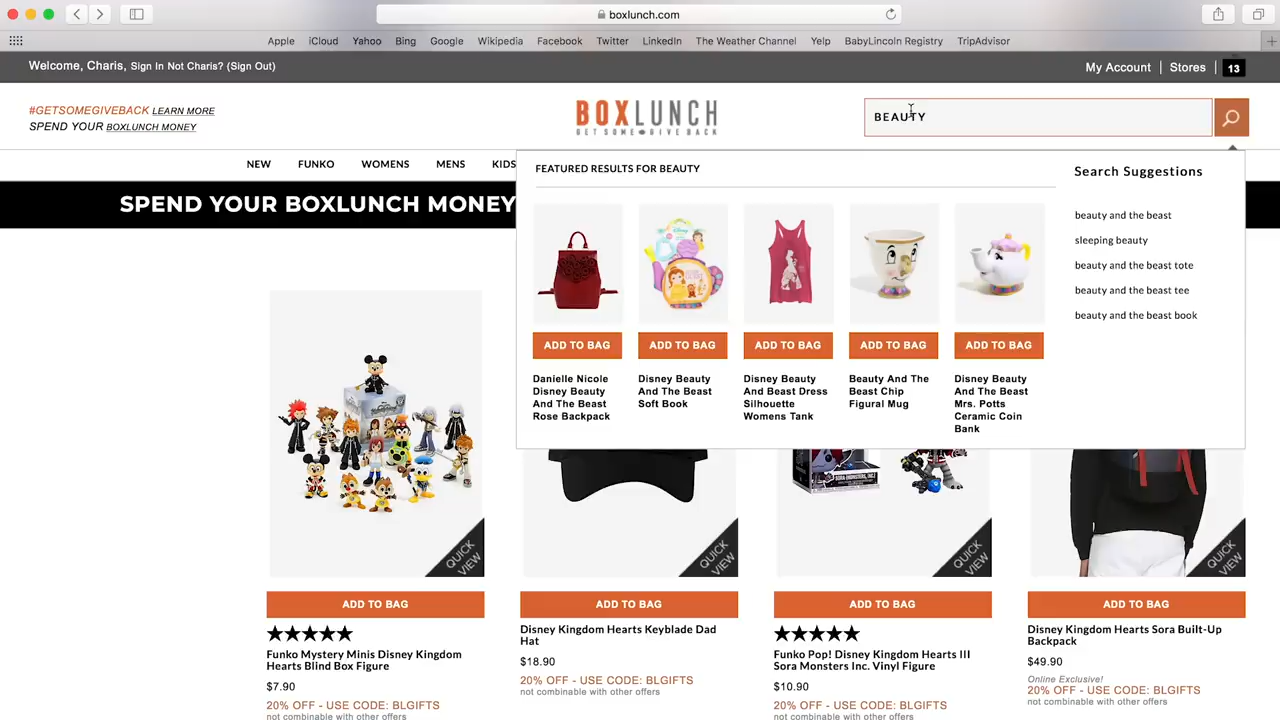 boxlunch.com
Apple iCloud Yahoo Bing Google Wikipedia Facebook Twitter LinkedIn The Weather Channel Yelp BabyLincoln Registry TripAdvisor
Welcome, Charis, Sign In Not Charis? (Sign Out)
My Account | Stores | 13
#GETSOMEGIVEBACK LEARN MORE
SPEND YOUR BOXLUNCH MONEY
BOXLUNCH
GET SOME GIVE BACK
BEAUTY
NEW FUNKO WOMENS MENS KIDS
SPEND YOUR BOXLUNCH MONEY
FEATURED RESULTS FOR BEAUTY
ADD TO BAG
Danielle Nicole
Disney Beauty
And The Beast
Rose Backpack
ADD TO BAG
Disney Beauty
And The Beast
Soft Book
ADD TO BAG
Disney Beauty
And Beast Dress
Silhouette
Womens Tank
ADD TO BAG
Beauty And The
Beast Chip
Figural Mug
ADD TO BAG
Disney Beauty
And The Beast
Mrs. Potts
Ceramic Coin
Bank
Search Suggestions
beauty and the beast
sleeping beauty
beauty and the beast tote
beauty and the beast tee
beauty and the beast book
QUICK
VIEW
ADD TO BAG
Funko Mystery Minis Disney Kingdom
Hearts Blind Box Figure
$7.90
20% OFF - USE CODE: BLGIFTS
not combinable with other offers
QUICK
VIEW
ADD TO BAG
Disney Kingdom Hearts Keyblade Dad
Hat
$18.90
20% OFF - USE CODE: BLGIFTS
not combinable with other offers
SORA (MONSTERS, INC.)
QUICK
VIEW
ADD TO BAG
Funko Pop! Disney Kingdom Hearts III
Sora Monsters Inc. Vinyl Figure
$10.90
20% OFF - USE CODE: BLGIFTS
not combinable with other offers
QUICK
VIEW
ADD TO BAG
Disney Kingdom Hearts Sora Built-Up
Backpack
$49.90
Online Exclusive!
20% OFF - USE CODE: BLGIFTS
not combinable with other offers